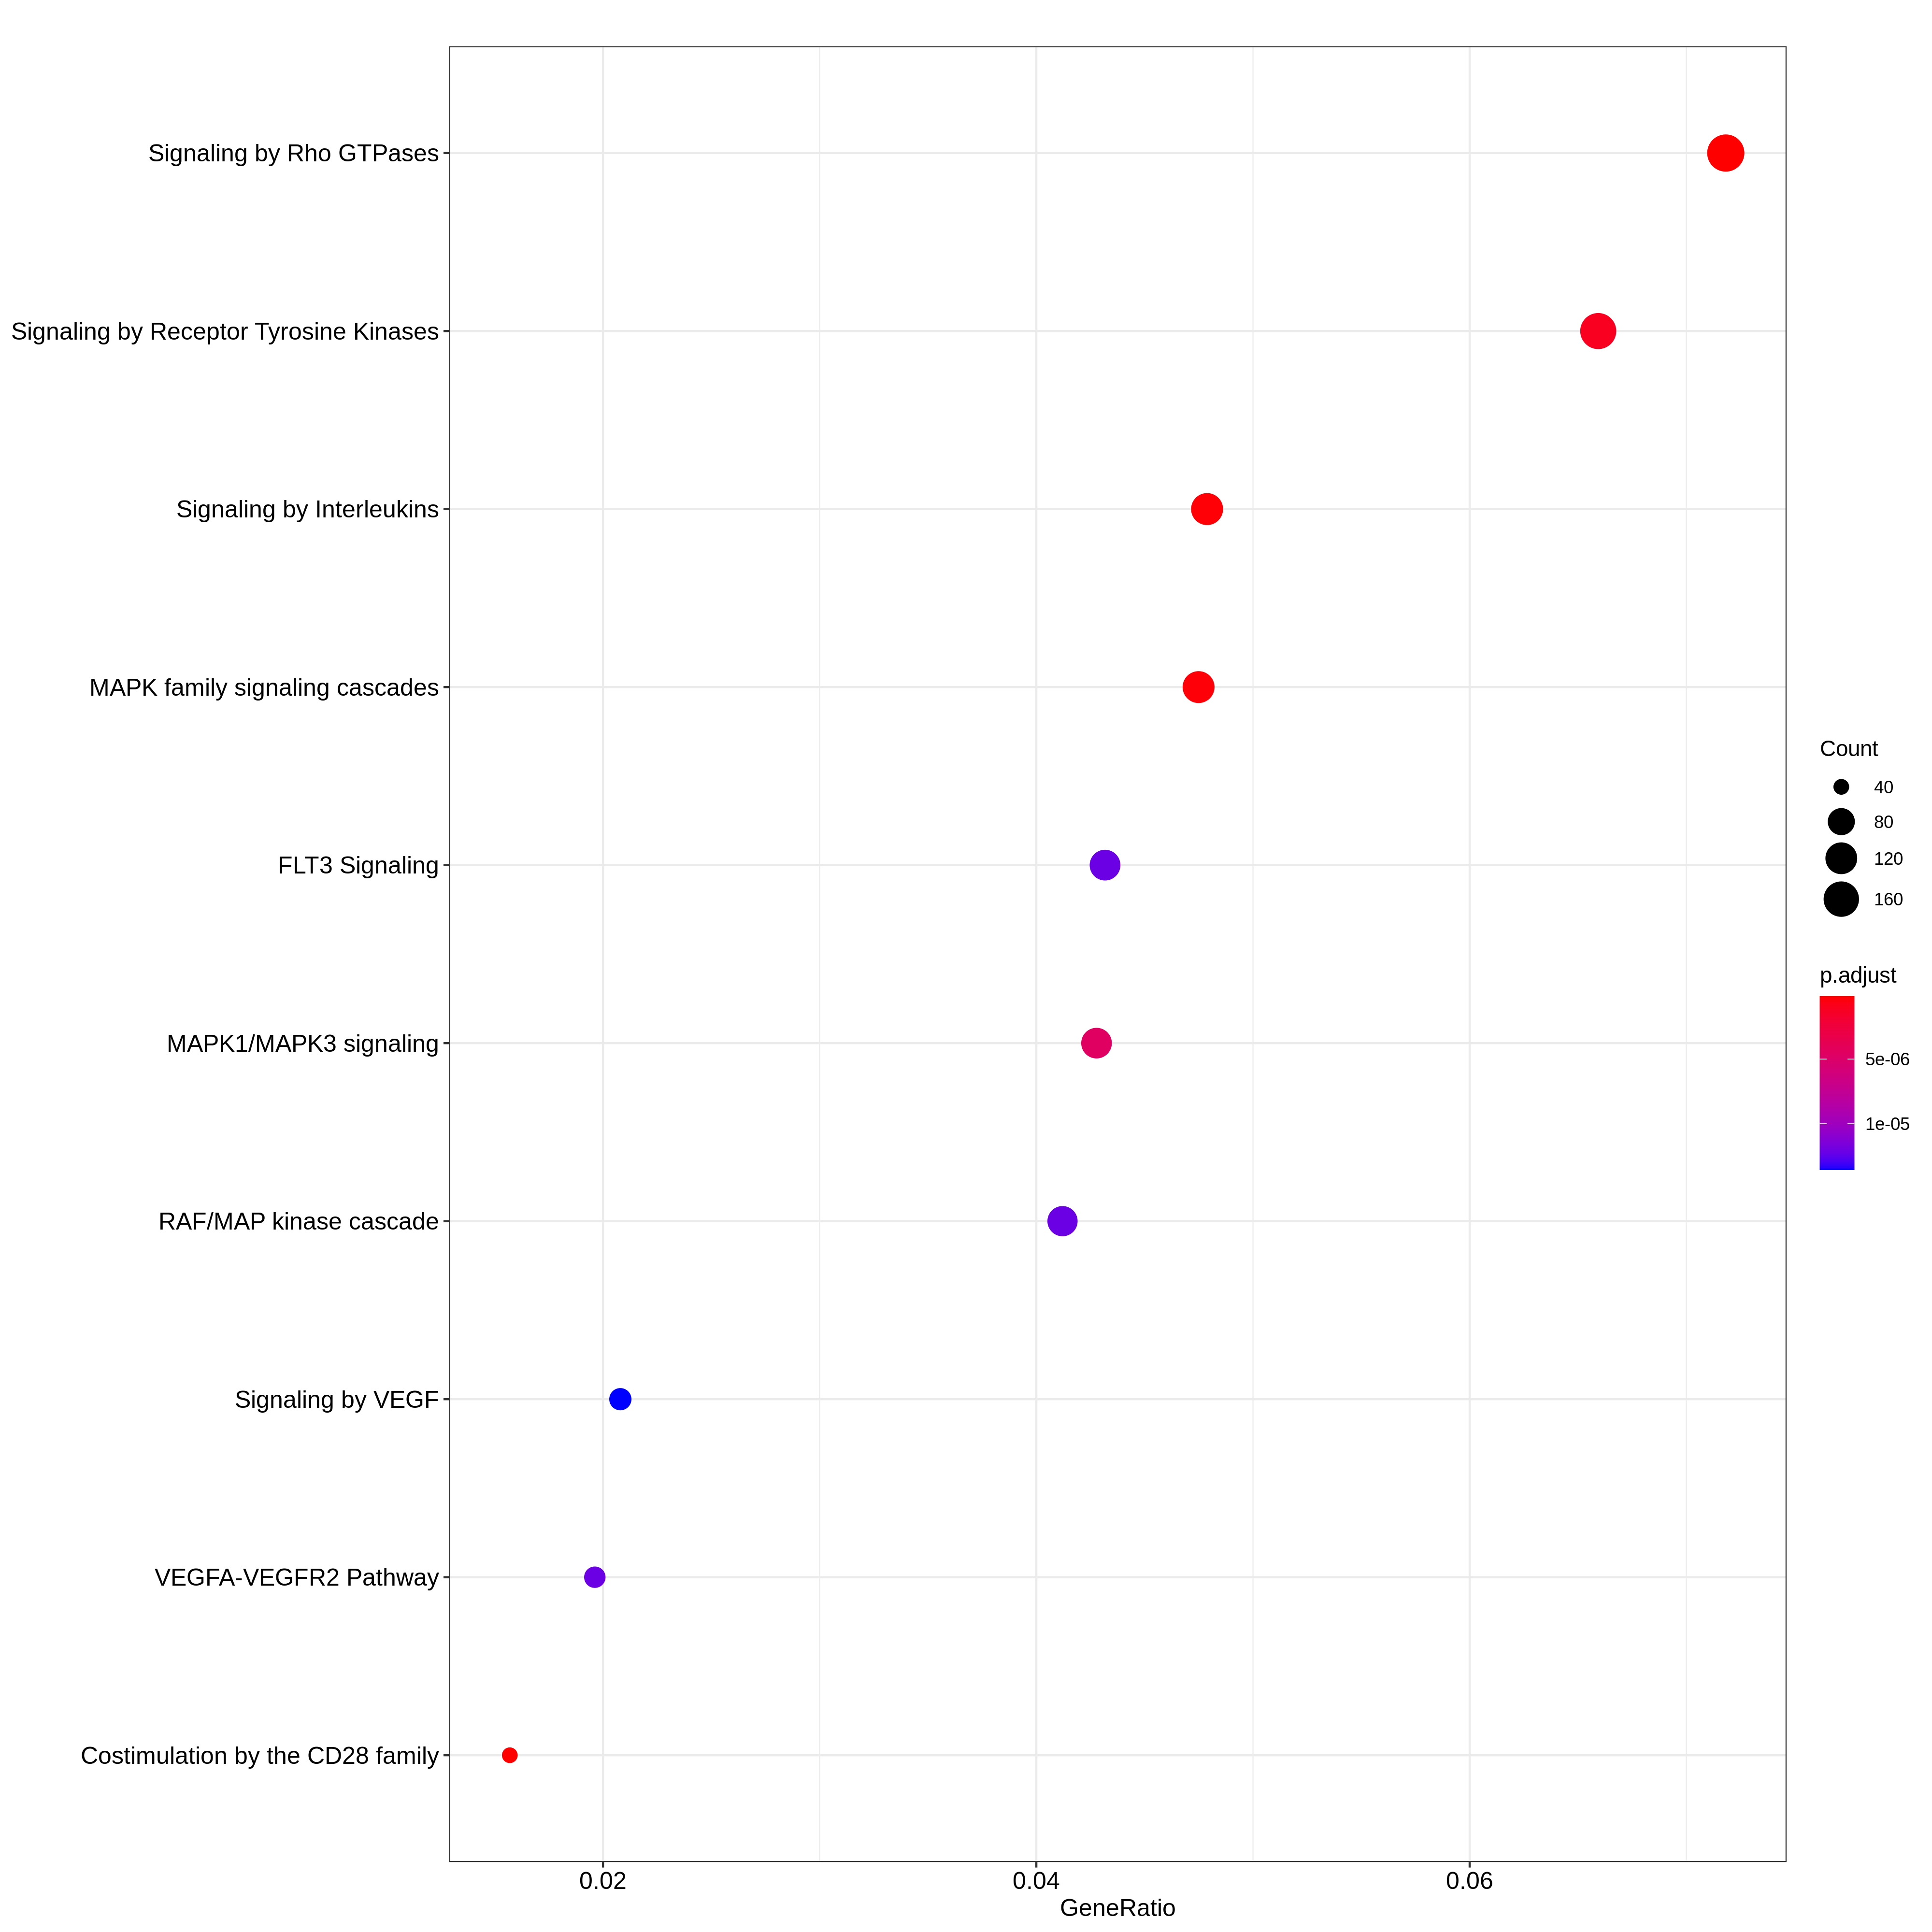 Signaling by Rho GTPases
Signaling by Receptor Tyrosine Kinases
Signaling by Interleukins
MAPK family signaling cascades
FLT3 Signaling
MAPK1/MAPK3 signaling
RAF/MAP kinase cascade
Signaling by VEGF
VEGFA-VEGFR2 Pathway
Costimulation by the CD28 family
0.02
0.04
0.06
GeneRatio
Count
40
80
120
160
p.adjust
5e-06
1e-05